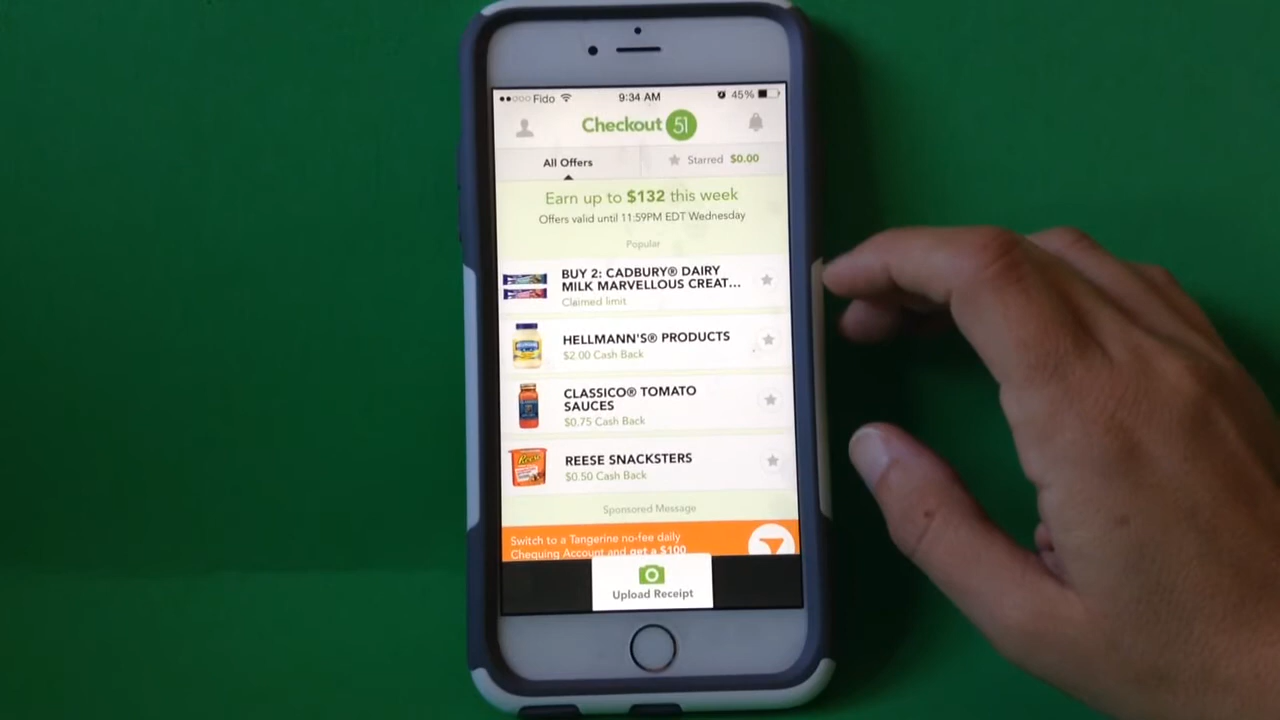 Fido 9:34 AM 45%
Checkout 51
All Offers Starred $0.00
Earn up to $132 this week
Offers valid until 11:59PM EDT Wednesday
Popular
BUY 2: CADBURY® DAIRY
MILK MARVELLOUS CREAT...
Claimed limit
HELLMANN'S® PRODUCTS
$2.00 Cash Back
CLASSICO® TOMATO
SAUCES
$0.75 Cash Back
REESE SNACKSTERS
$0.50 Cash Back
Sponsored Message
Switch to a Tangerine no-fee daily
Chequing Account and get a $100
Upload Receipt